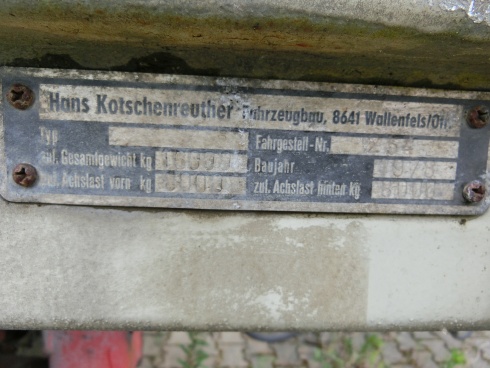 Hans Kotschenreuther Fahrzeugbau, 8641 Wallenfels/Ofr.
Typ Fahrgestell-Nr.
zul. Gesamtgewicht kg Baujahr
zul. Achslast vorn kg zul. Achslast hinten kg